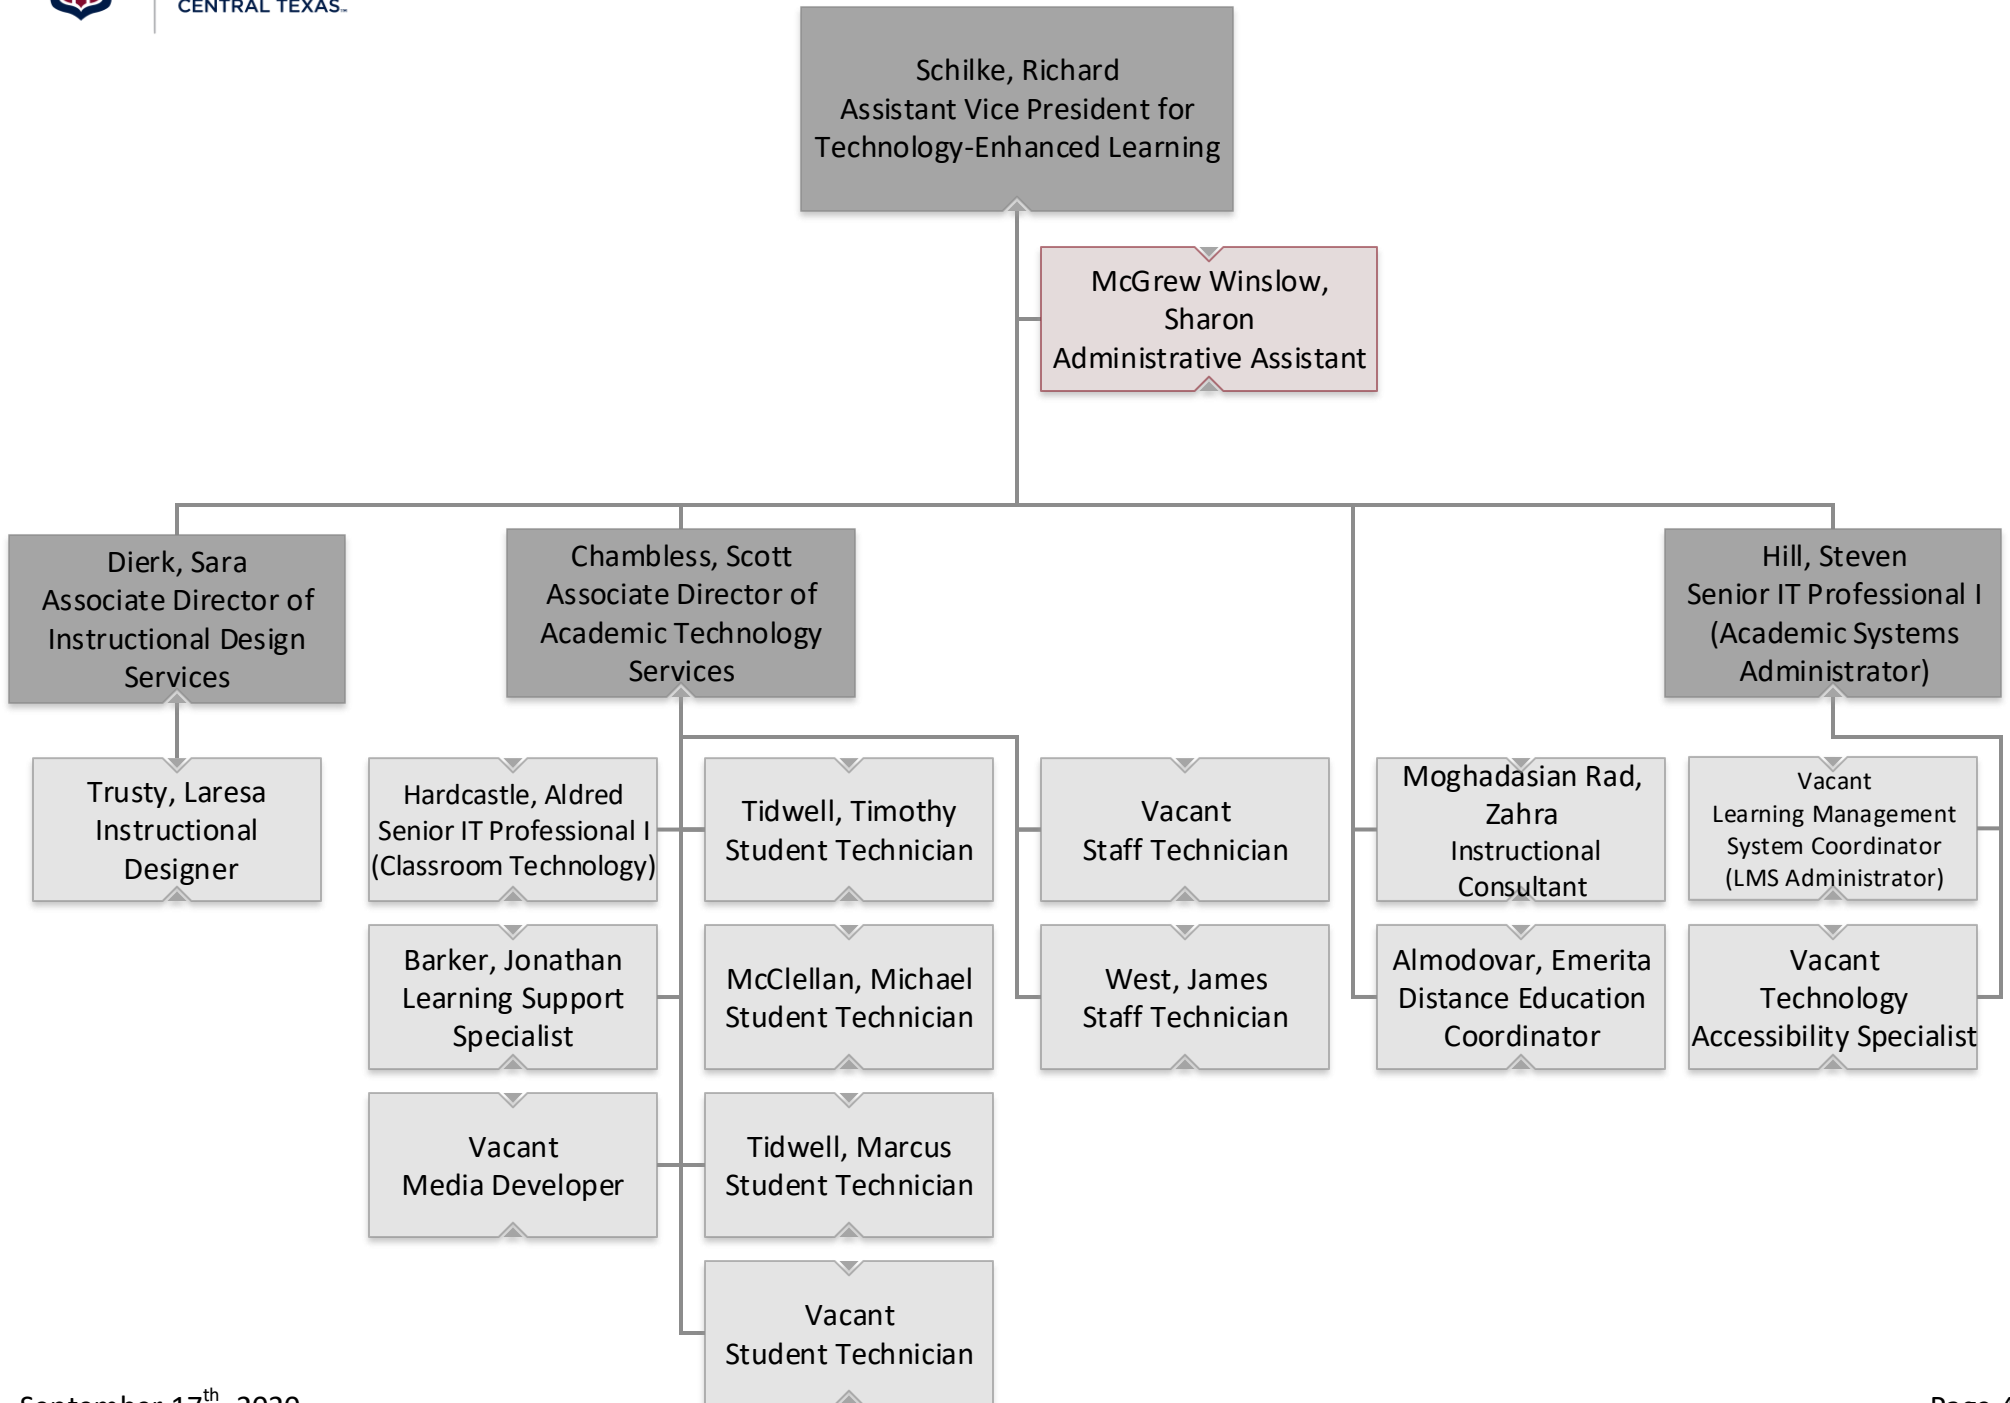 CENTRAL TEXAS™
Schilke, Richard
Assistant Vice President for
Technology-Enhanced Learning
McGrew Winslow,
Sharon
Administrative Assistant
Dierk, Sara
Associate Director of
Instructional Design
Services
Chambless, Scott
Associate Director of
Academic Technology
Services
Hill, Steven
Senior IT Professional I
(Academic Systems
Administrator)
Trusty, Laresa
Instructional
Designer
Hardcastle, Aldred
Senior IT Professional I
(Classroom Technology)
Tidwell, Timothy
Student Technician
Vacant
Staff Technician
Moghadasian Rad,
Zahra
Instructional
Consultant
Vacant
Learning Management
System Coordinator
(LMS Administrator)
Barker, Jonathan
Learning Support
Specialist
McClellan, Michael
Student Technician
West, James
Staff Technician
Almodovar, Emerita
Distance Education
Coordinator
Vacant
Technology
Accessibility Specialist
Vacant
Media Developer
Tidwell, Marcus
Student Technician
Vacant
Student Technician
September 17th, 2020
Page